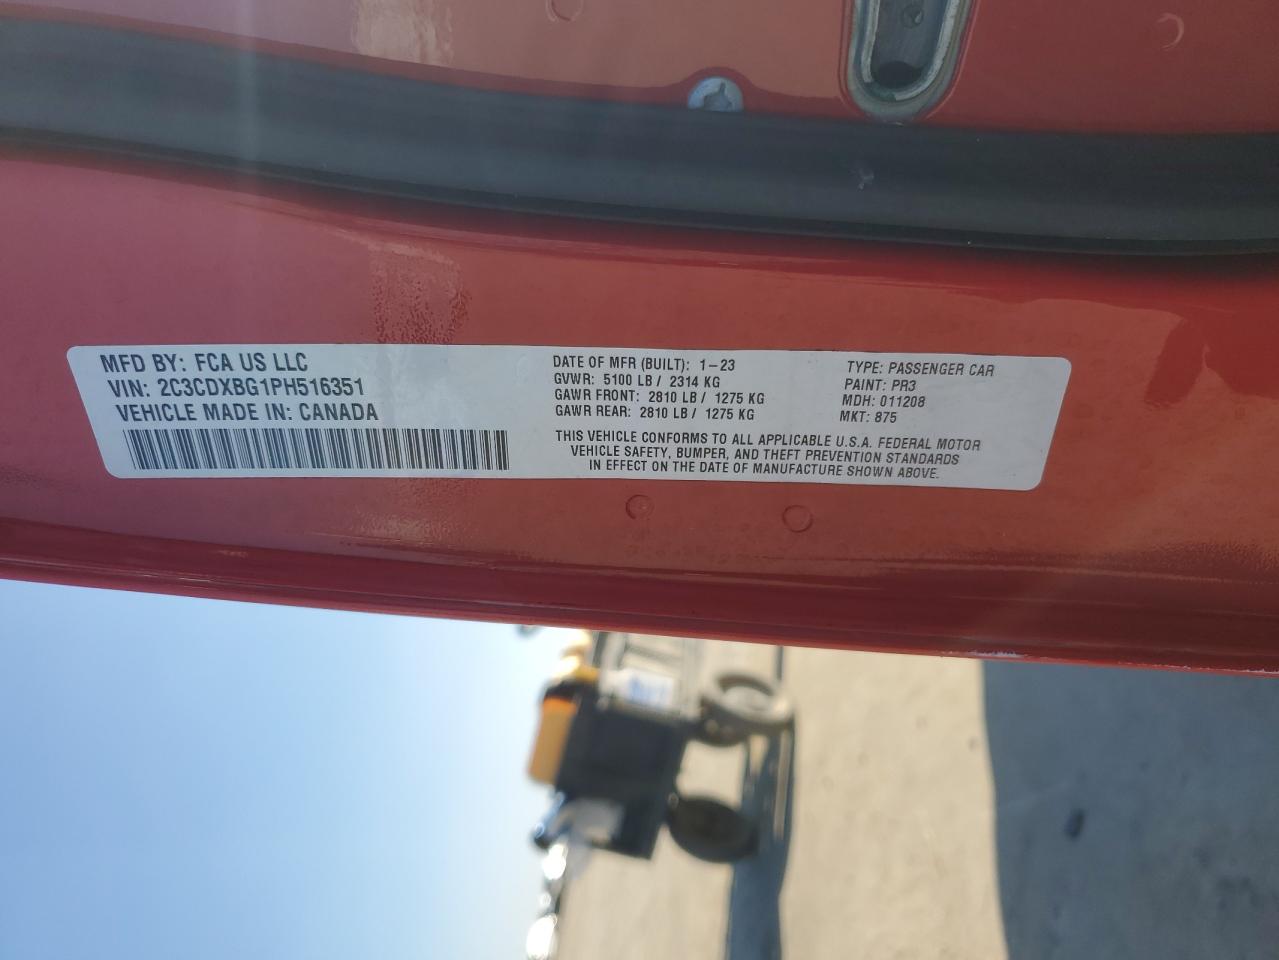 MFD BY: FCA US LLC
VIN: 2C3CDXBG1PH516351
VEHICLE MADE IN: CANADA
DATE OF MFR (BUILT): 1-23
GVWR: 5100 LB / 2314 KG
GAWR FRONT: 2810 LB / 1275 KG
GAWR REAR: 2810 LB / 1275 KG
TYPE: PASSENGER CAR
PAINT: PR3
MDH: 011208
MKT: 875
THIS VEHICLE CONFORMS TO ALL APPLICABLE U.S.A. FEDERAL MOTOR
VEHICLE SAFETY, BUMPER, AND THEFT PREVENTION STANDARDS
IN EFFECT ON THE DATE OF MANUFACTURE SHOWN ABOVE.